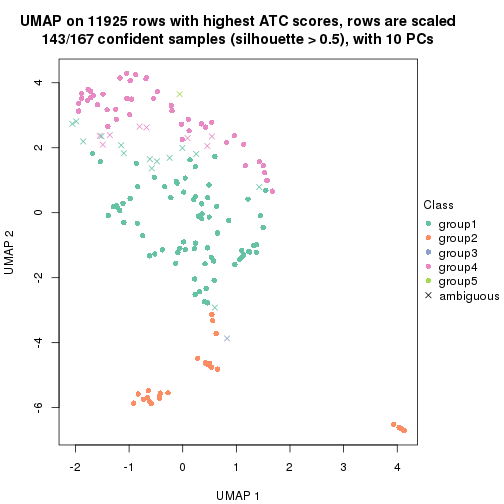 UMAP on 11925 rows with highest ATC scores, rows are scaled
143/167 confident samples (silhouette > 0.5), with 10 PCs
4
2
0
-2
-4
-6
UMAP 2
-2
-1
0
1
2
3
4
UMAP 1
Class
group1
group2
group3
group4
group5
ambiguous